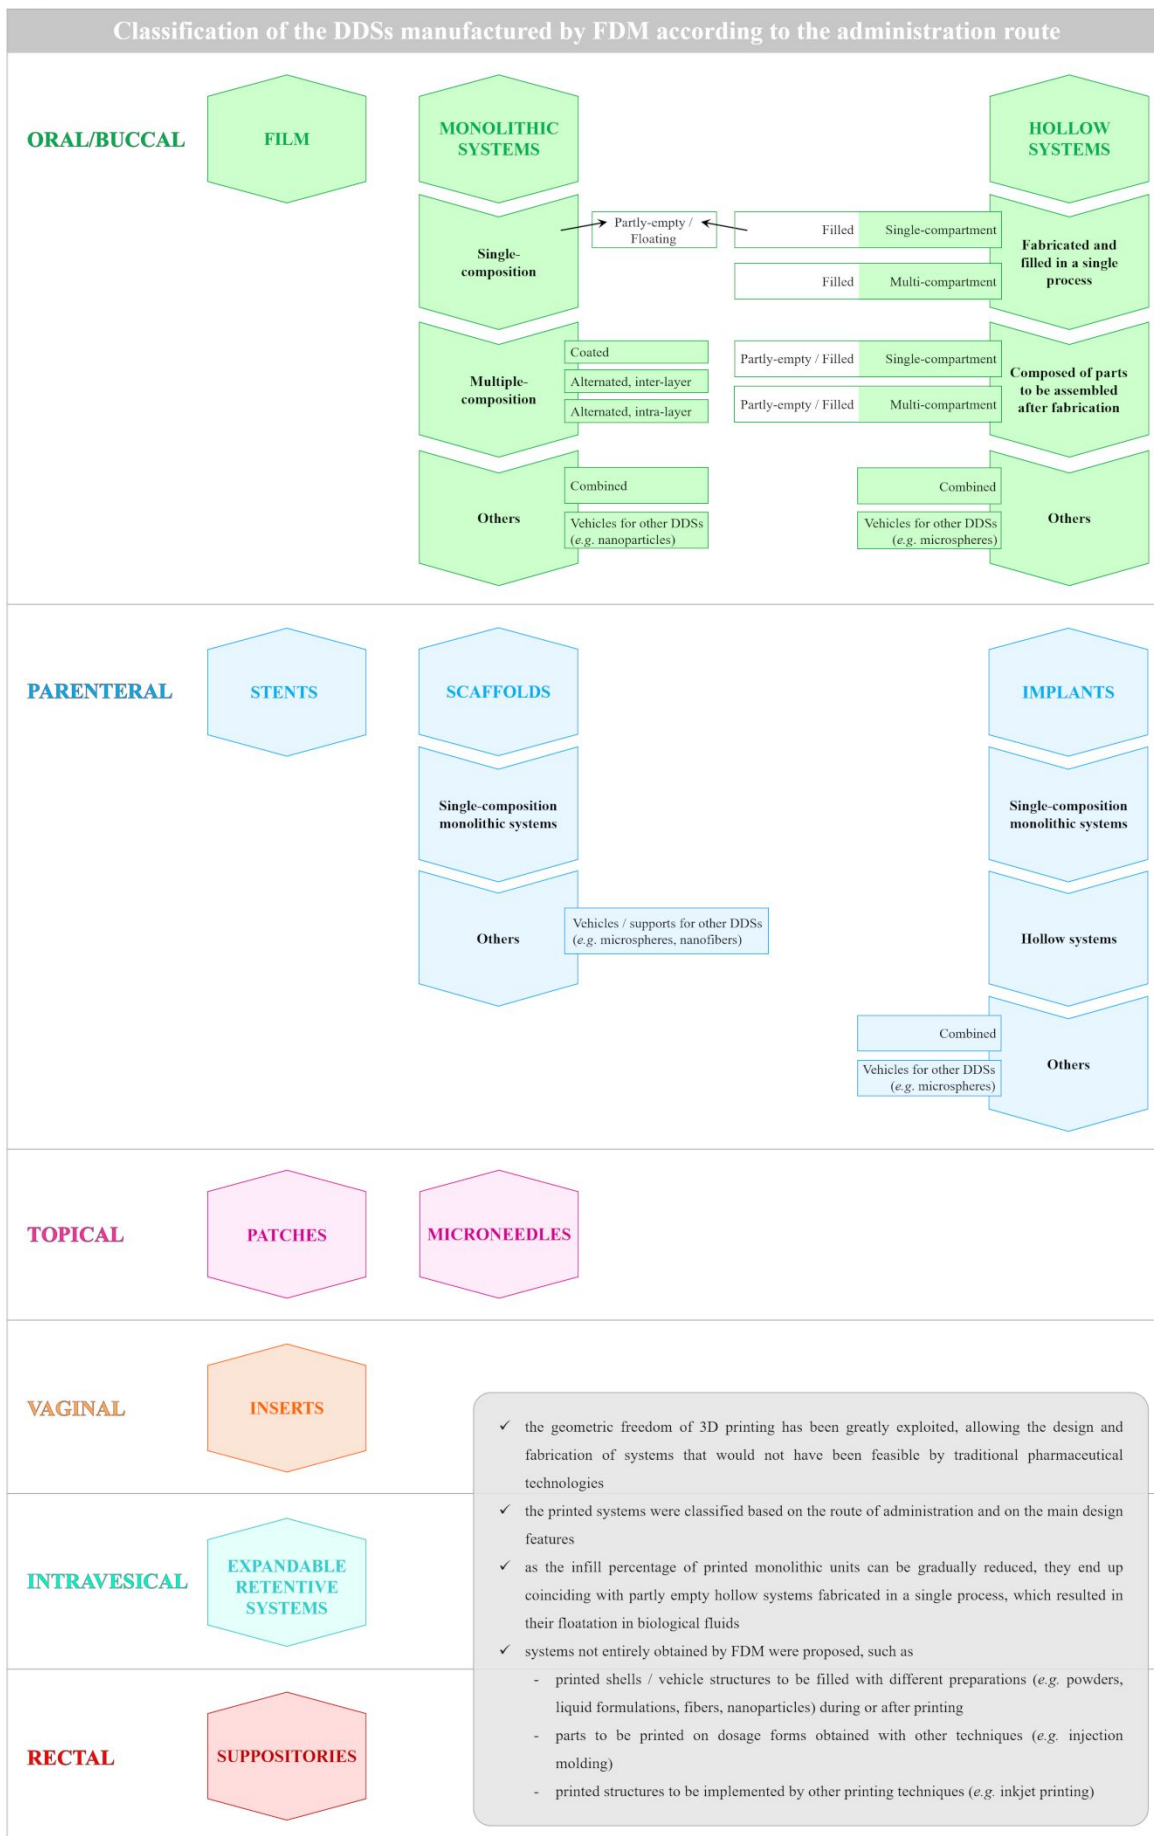 Classification of the DDSs manufactured by FDM according to the administration route
ORAL/BUCCAL
FILM
MONOLITHIC
SYSTEMS
HOLLOW
SYSTEMS
Single-
composition
Partly-empty /
Floating
Filled
Single-compartment
Filled
Multi-compartment
Fabricated and
filled in a single
process
Multiple-
composition
Coated
Alternated, inter-layer
Alternated, intra-layer
Partly-empty / Filled
Single-compartment
Partly-empty / Filled
Multi-compartment
Composed of parts
to be assembled
after fabrication
Others
Combined
Vehicles for other DDSs
(e.g. nanoparticles)
Combined
Vehicles for other DDSs
(e.g. microspheres)
Others
PARENTERAL
STENTS
SCAFFOLDS
IMPLANTS
Single-composition
monolithic systems
Single-composition
monolithic systems
Others
Vehicles / supports for other DDSs
(e.g. microspheres, nanofibers)
Hollow systems
Combined
Vehicles for other DDSs
(e.g. microspheres)
Others
TOPICAL
PATCHES
MICRONEEDLES
VAGINAL
INSERTS
INTRAVESICAL
EXPANDABLE
RETENTIVE
SYSTEMS
RECTAL
SUPPOSITORIES
✓ the geometric freedom of 3D printing has been greatly exploited, allowing the design and
fabrication of systems that would not have been feasible by traditional pharmaceutical
technologies
✓ the printed systems were classified based on the route of administration and on the main design
features
✓ as the infill percentage of printed monolithic units can be gradually reduced, they end up
coinciding with partly empty hollow systems fabricated in a single process, which resulted in
their floatation in biological fluids
✓ systems not entirely obtained by FDM were proposed, such as
- printed shells / vehicle structures to be filled with different preparations (e.g. powders,
liquid formulations, fibers, nanoparticles) during or after printing
- parts to be printed on dosage forms obtained with other techniques (e.g. injection
molding)
- printed structures to be implemented by other printing techniques (e.g. inkjet printing)